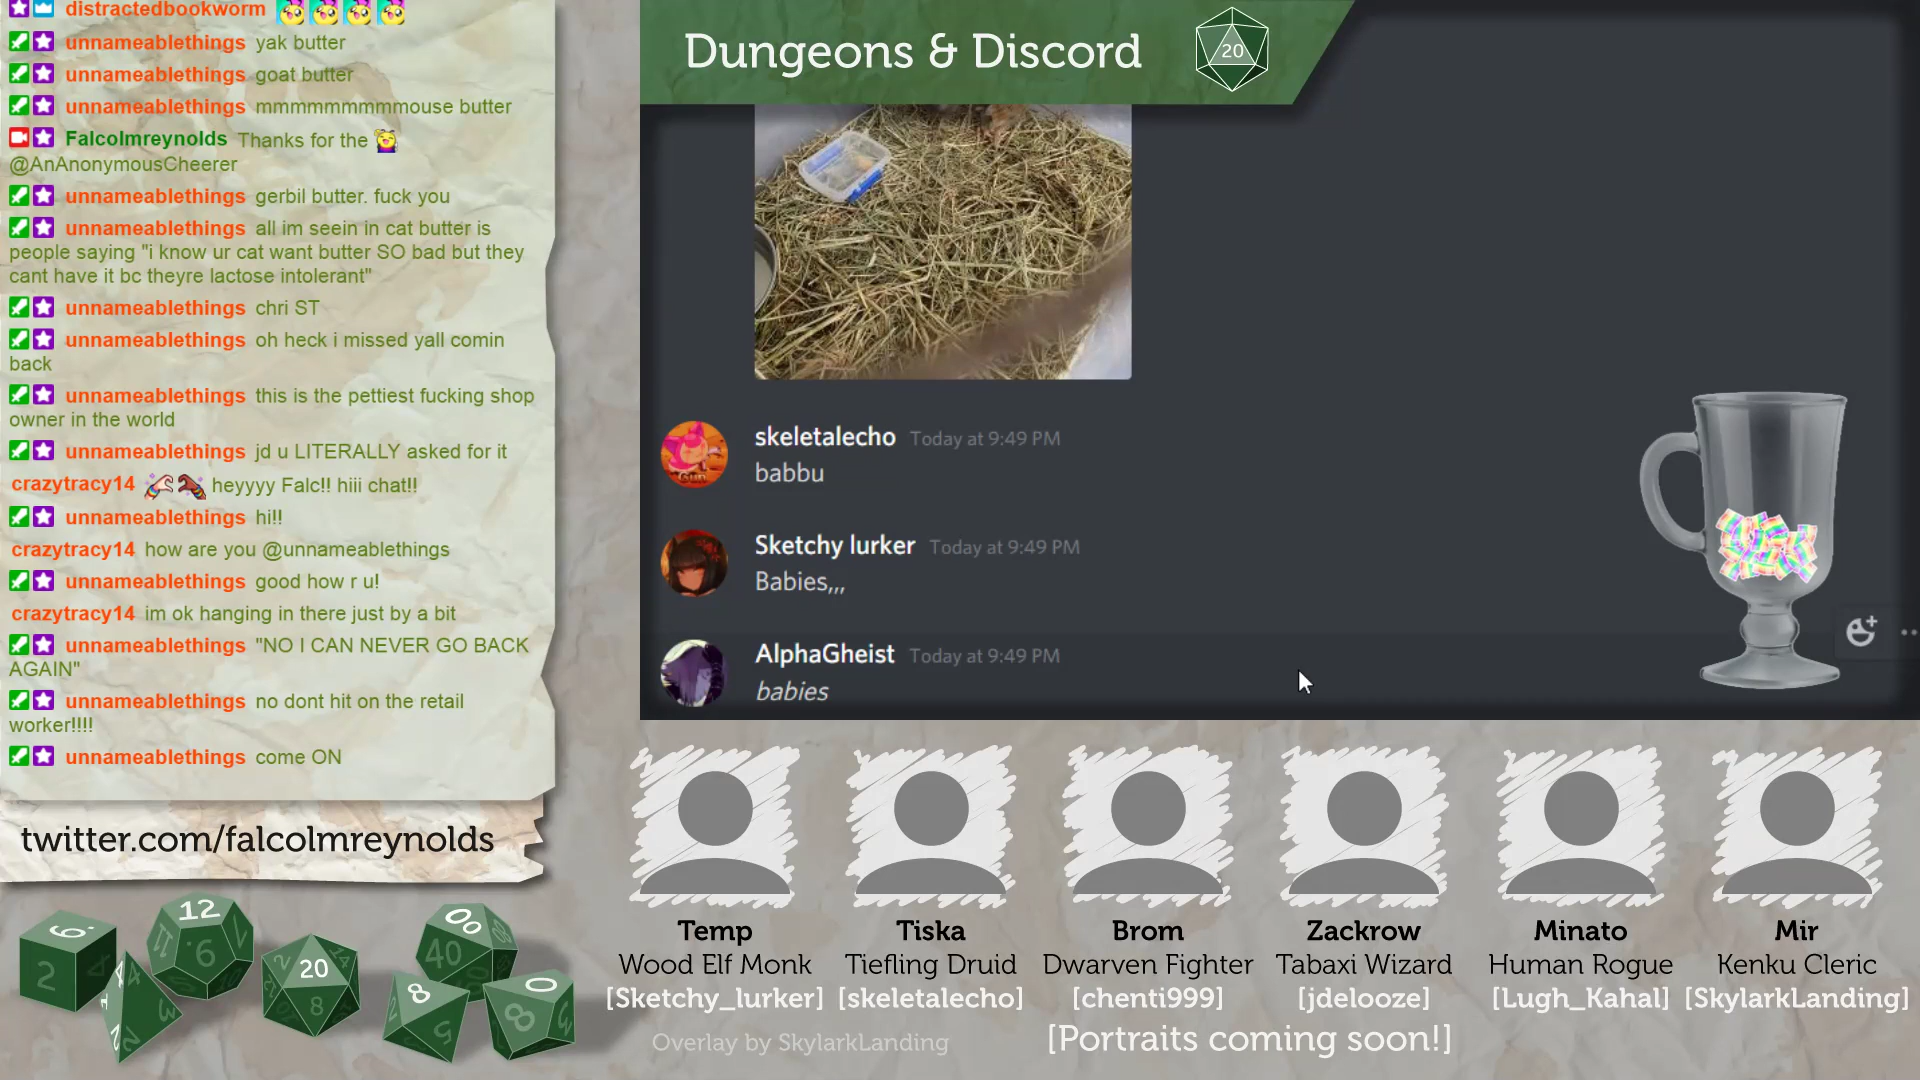 distractedbookworm
unnameablethings yak butter
unnameablethings goat butter
unnameablethings mmmmmmmmmouse butter
Falcolmreynolds Thanks for the
@AnAnonymousCheerer
unnameablethings gerbil butter. fuck you
unnameablethings all im seein in cat butter is
people saying "i know ur cat want butter SO bad but they
cant have it bc theyre lactose intolerant"
unnameablethings chri ST
unnameablethings oh heck i missed yall comin
back
unnameablethings this is the pettiest fucking shop
owner in the world
unnameablethings jd u LITERALLY asked for it
crazytracy14 heyyyy Falc!! hiii chat!!
unnameablethings hi!!
crazytracy14 how are you @unnameablethings
unnameablethings good how r u!
crazytracy14 im ok hanging in there just by a bit
unnameablethings "NO I CAN NEVER GO BACK
AGAIN"
unnameablethings no dont hit on the retail
worker!!!!
unnameablethings come ON
twitter.com/falcolmreynolds
Dungeons & Discord
20
skeletalecho Today at 9:49 PM
babbu
Sketchy lurker Today at 9:49 PM
Babies,,,
AlphaGheist Today at 9:49 PM
babies
Temp
Wood Elf Monk
[Sketchy_lurker]
Tiska
Tiefling Druid
[skeletalecho]
Brom
Dwarven Fighter
[chenti999]
Zackrow
Tabaxi Wizard
[jdelooze]
Minato
Human Rogue
[Lugh_Kahal]
Mir
Kenku Cleric
[SkylarkLanding]
Overlay by SkylarkLanding
[Portraits coming soon!]
12
6
20
8
00
40
8
5
0
8
2